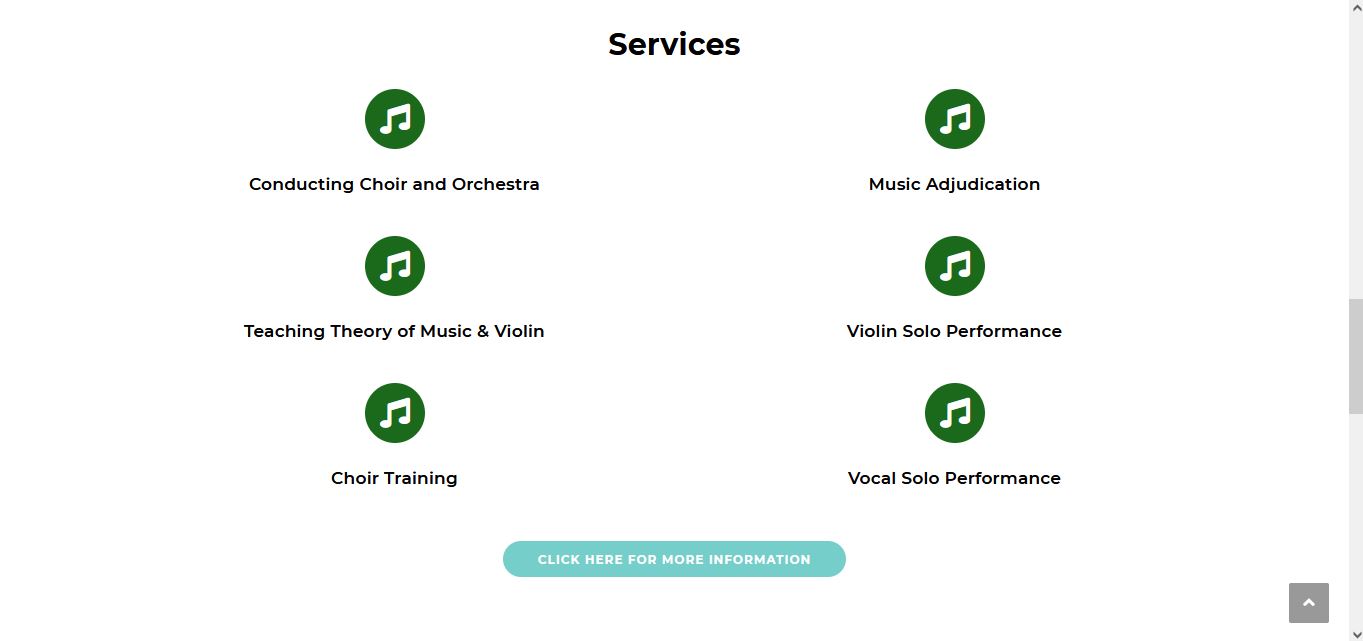 Services
Conducting Choir and Orchestra
Music Adjudication
Teaching Theory of Music & Violin
Violin Solo Performance
Choir Training
Vocal Solo Performance
CLICK HERE FOR MORE INFORMATION